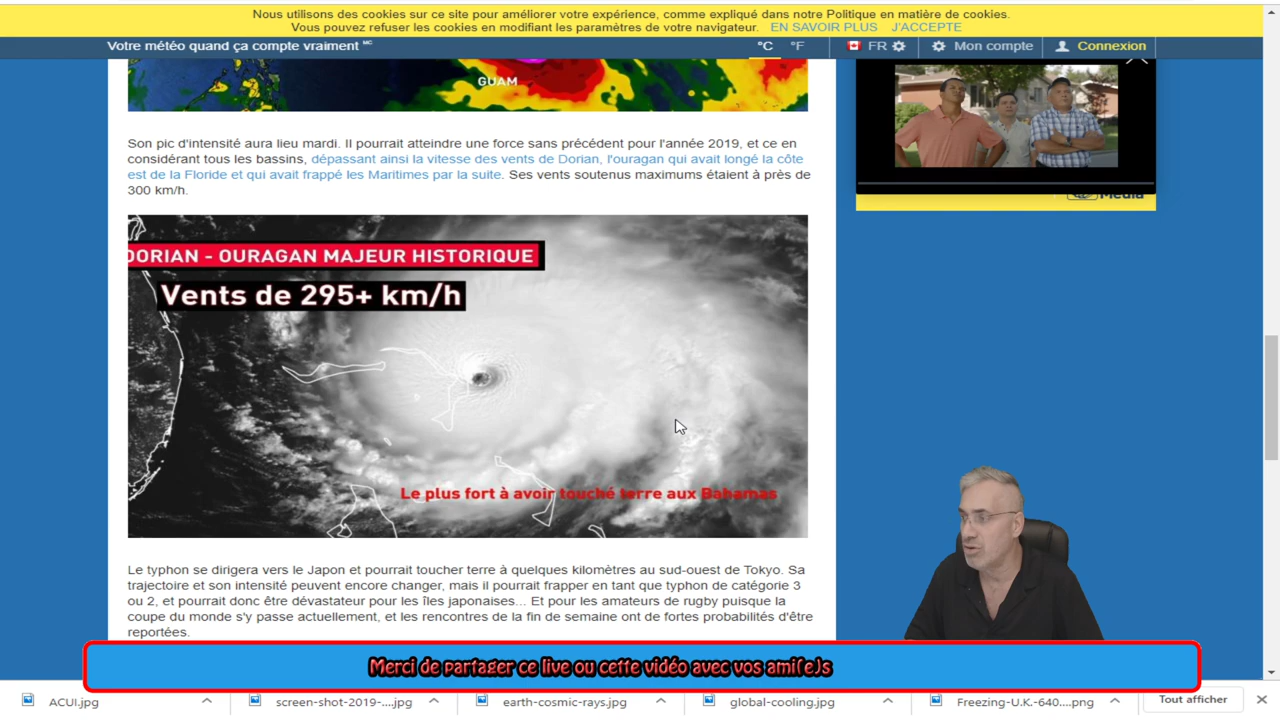 Nous utilisons des cookies sur ce site pour améliorer votre expérience, comme expliqué dans notre Politique en matière de cookies.
Vous pouvez refuser les cookies en modifiant les paramètres de votre navigateur. EN SAVOIR PLUS J'ACCEPTE
Votre météo quand ça compte vraiment MC
°C °F FR Mon compte Connexion
GUAM
Son pic d'intensité aura lieu mardi. Il pourrait atteindre une force sans précédent pour l'année 2019, et ce en
considérant tous les bassins, dépassant ainsi la vitesse des vents de Dorian, l'ouragan qui avait longé la côte
est de la Floride et qui avait frappé les Maritimes par la suite. Ses vents soutenus maximums étaient à près de
300 km/h.
Média
DORIAN - OURAGAN MAJEUR HISTORIQUE
Vents de 295+ km/h
Le plus fort à avoir touché terre aux Bahamas
Le typhon se dirigera vers le Japon et pourrait toucher terre à quelques kilomètres au sud-ouest de Tokyo. Sa
trajectoire et son intensité peuvent encore changer, mais il pourrait frapper en tant que typhon de catégorie 3
ou 2, et pourrait donc être dévastateur pour les îles japonaises... Et pour les amateurs de rugby puisque la
coupe du monde s'y passe actuellement, et les rencontres de la fin de semaine ont de fortes probabilités d'être
reportées.
Merci de partager ce live ou cette vidéo avec vos ami(e)s
ACUI.jpg screen-shot-2019-....jpg earth-cosmic-rays.jpg global-cooling.jpg Freezing-U.K.-640....png Tout afficher